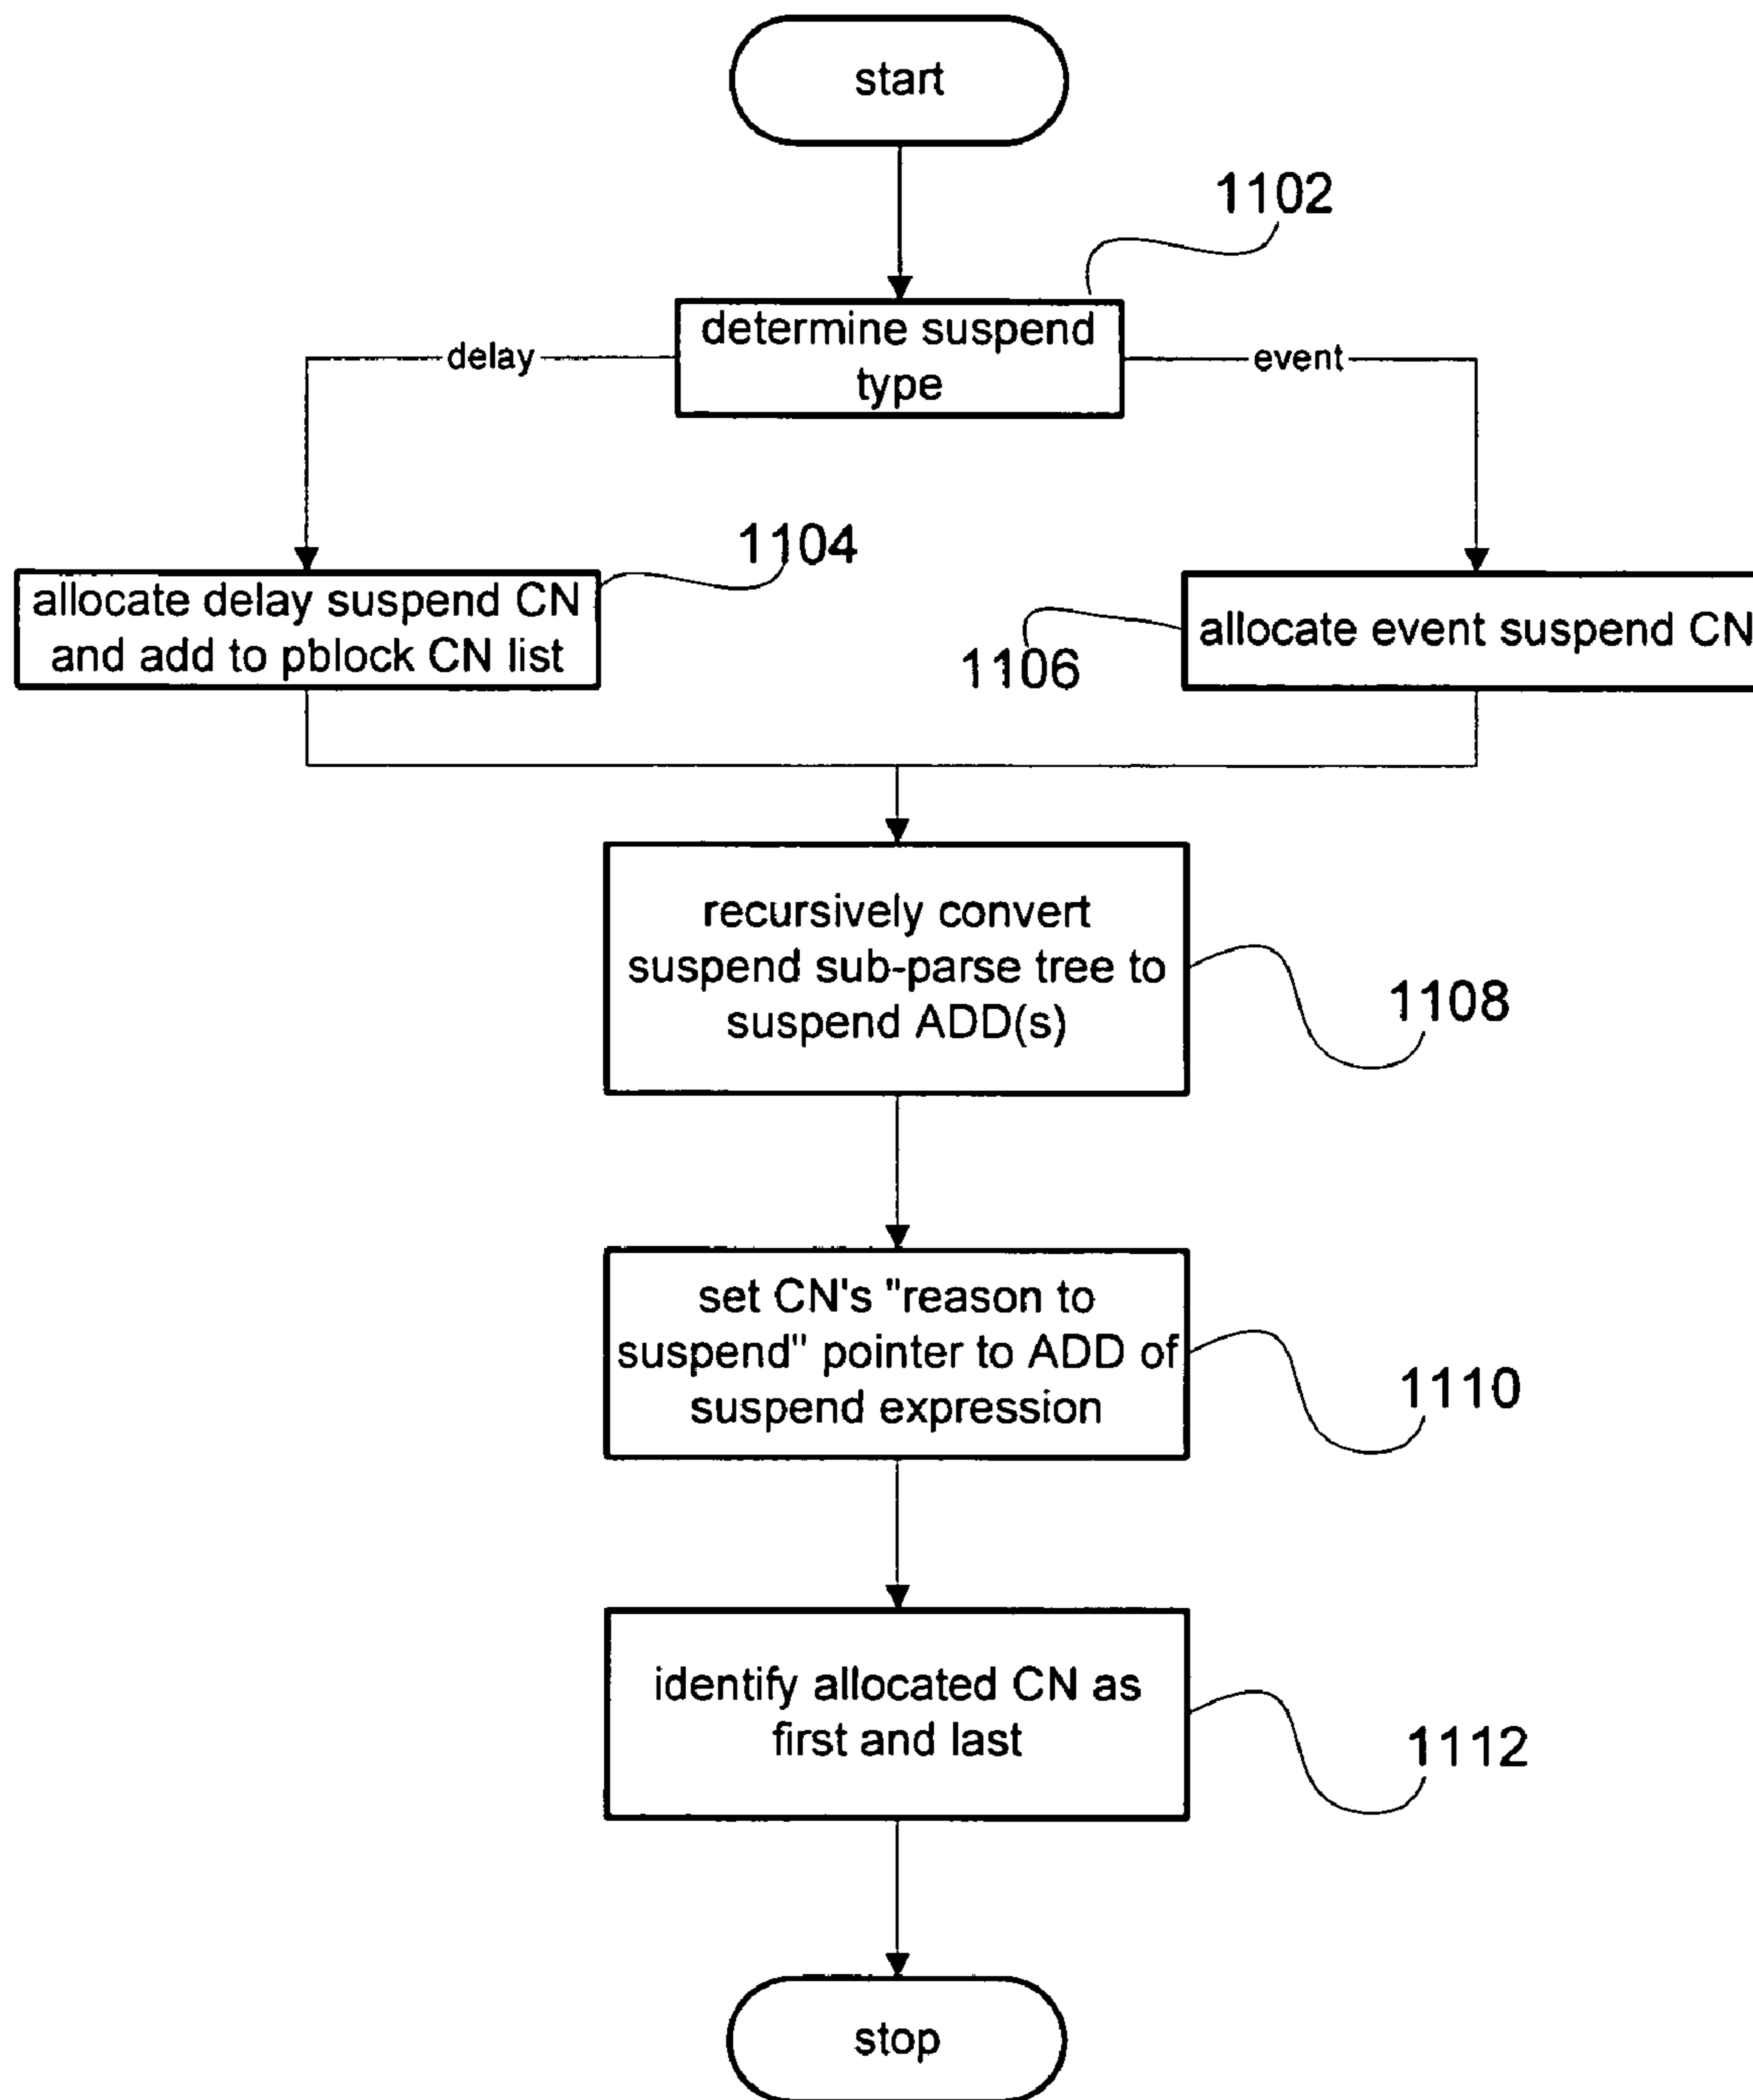 start
1102
determine suspend
type
delay
event
1104
allocate delay suspend CN
and add to pblock CN list
1106
allocate event suspend CN
recursively convert
suspend sub-parse tree to
suspend ADD(s)
1108
set CN's "reason to
suspend" pointer to ADD of
suspend expression
1110
identify allocated CN as
first and last
1112
stop